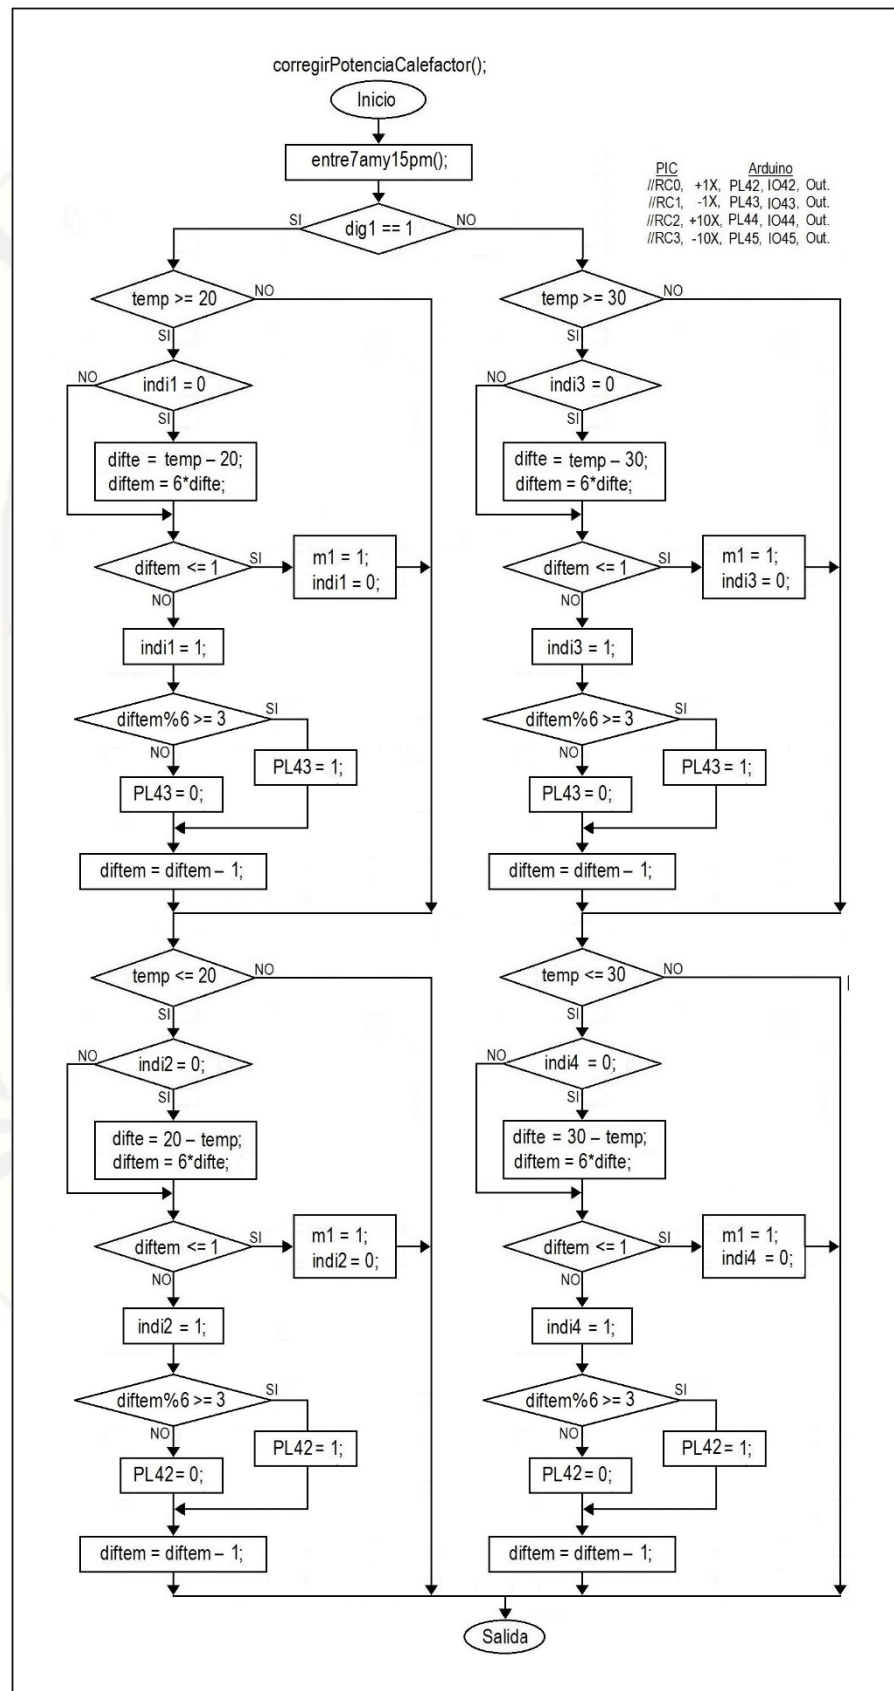 corregirPotenciaCalefactor();
Inicio
entre7amy15pm();
PIC Arduino
//RC0, +1X, PL42, IO42, Out.
//RC1, -1X, PL43, IO43, Out.
//RC2, +10X, PL44, IO44, Out.
//RC3, -10X, PL45, IO45, Out.
SI
dig1 == 1
NO
temp >= 20
NO
SI
NO
indi1 = 0
SI
difte = temp – 20;
diftem = 6*difte;
diftem <= 1
SI
m1 = 1;
indi1 = 0;
NO
indi1 = 1;
diftem%6 >= 3
SI
NO
PL43 = 1;
PL43 = 0;
diftem = diftem – 1;
temp <= 20
NO
SI
NO
indi2 = 0;
SI
difte = 20 – temp;
diftem = 6*difte;
diftem <= 1
SI
m1 = 1;
indi2 = 0;
NO
indi2 = 1;
diftem%6 >= 3
SI
NO
PL42 = 1;
PL42 = 0;
diftem = diftem – 1;
temp >= 30
NO
SI
NO
indi3 = 0
SI
difte = temp – 30;
diftem = 6*difte;
diftem <= 1
SI
m1 = 1;
indi3 = 0;
NO
indi3 = 1;
diftem%6 >= 3
SI
NO
PL43 = 1;
PL43 = 0;
diftem = diftem – 1;
temp <= 30
NO
SI
NO
indi4 = 0;
SI
difte = 30 – temp;
diftem = 6*difte;
diftem <= 1
SI
m1 = 1;
indi4 = 0;
NO
indi4 = 1;
diftem%6 >= 3
SI
NO
PL42 = 1;
PL42 = 0;
diftem = diftem – 1;
Salida